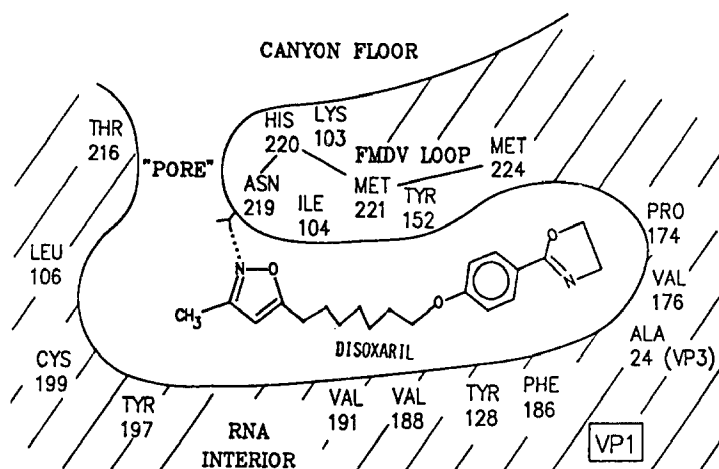 CANYON FLOOR
THR
216
"PORE"
HIS
220
LYS
103
FMDV LOOP
MET
224
ASN
219
ILE
104
MET
221
TYR
152
PRO
174
LEU
106
VAL
176
N
O
O
N
O
CH3
DISOXARIL
ALA
24 (VP3)
CYS
199
TYR
197
VAL
191
VAL
188
TYR
128
PHE
186
RNA
INTERIOR
VP1